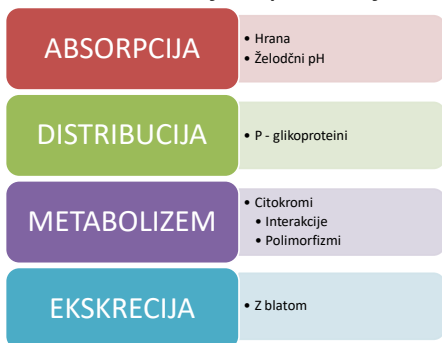 ABSORPCIJA
• Hrana
• Želodčni pH
DISTRIBUCIJA
• P - glikoproteini
METABOLIZEM
• Citokromi
• Interakcije
• Polimorfizmi
EKSKRECIJA
• Z blatom